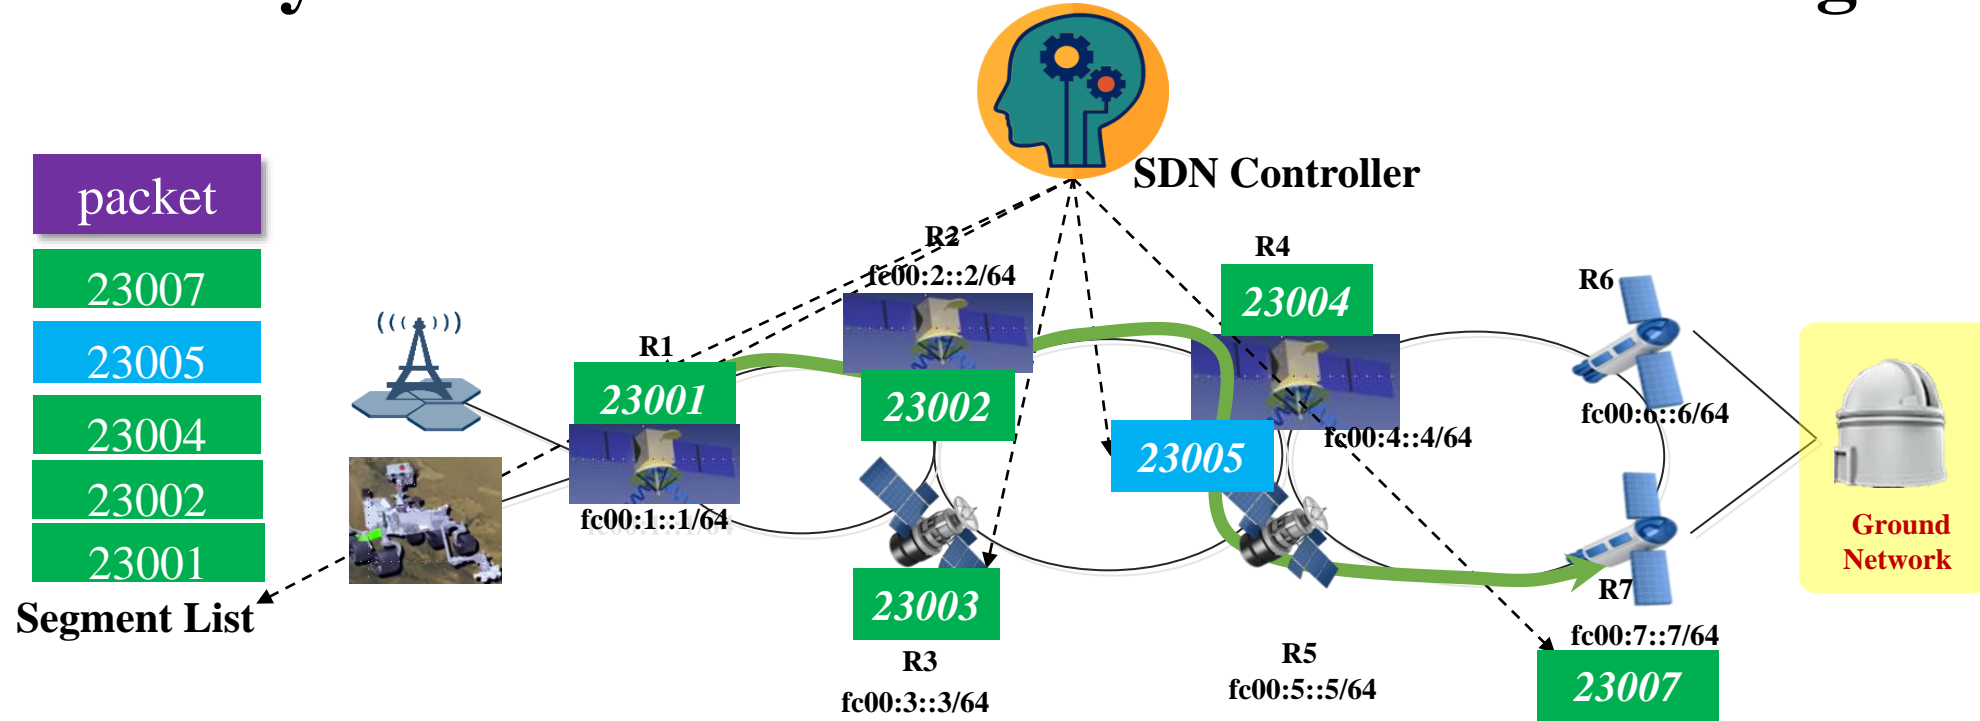 SDN Controller
packet
23007
23005
23004
23002
23001
Segment List
R1
23001
fc00:1::1/64
R2
fc00:2::2/64
23002
23003
R3
fc00:3::3/64
R4
23004
fc00:4::4/64
23005
R5
fc00:5::5/64
R6
fc00:6::6/64
R7
fc00:7::7/64
23007
Ground
Network